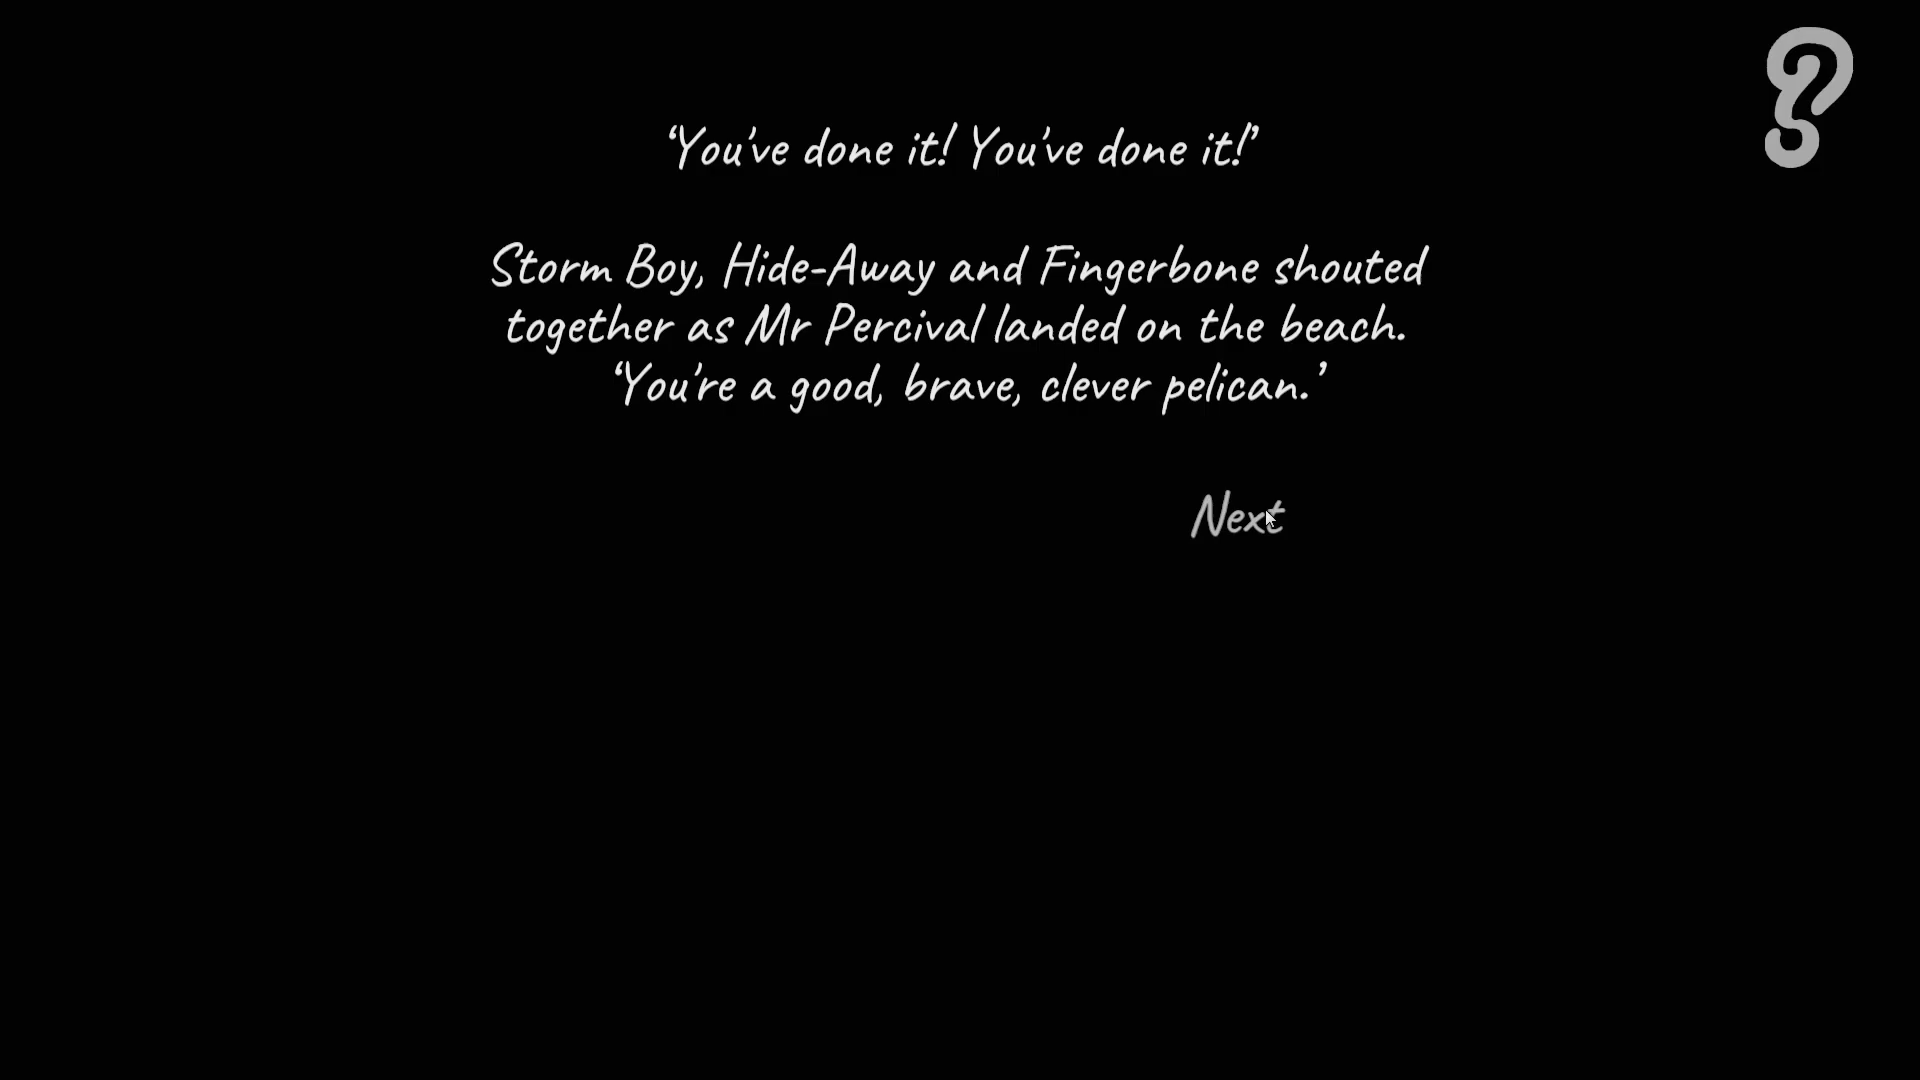 ‘You’ve done it! You’ve done it!’
Storm Boy, Hide-Away and Fingerbone shouted
together as Mr Percival landed on the beach.
‘You’re a good, brave, clever pelican.’
Next
?